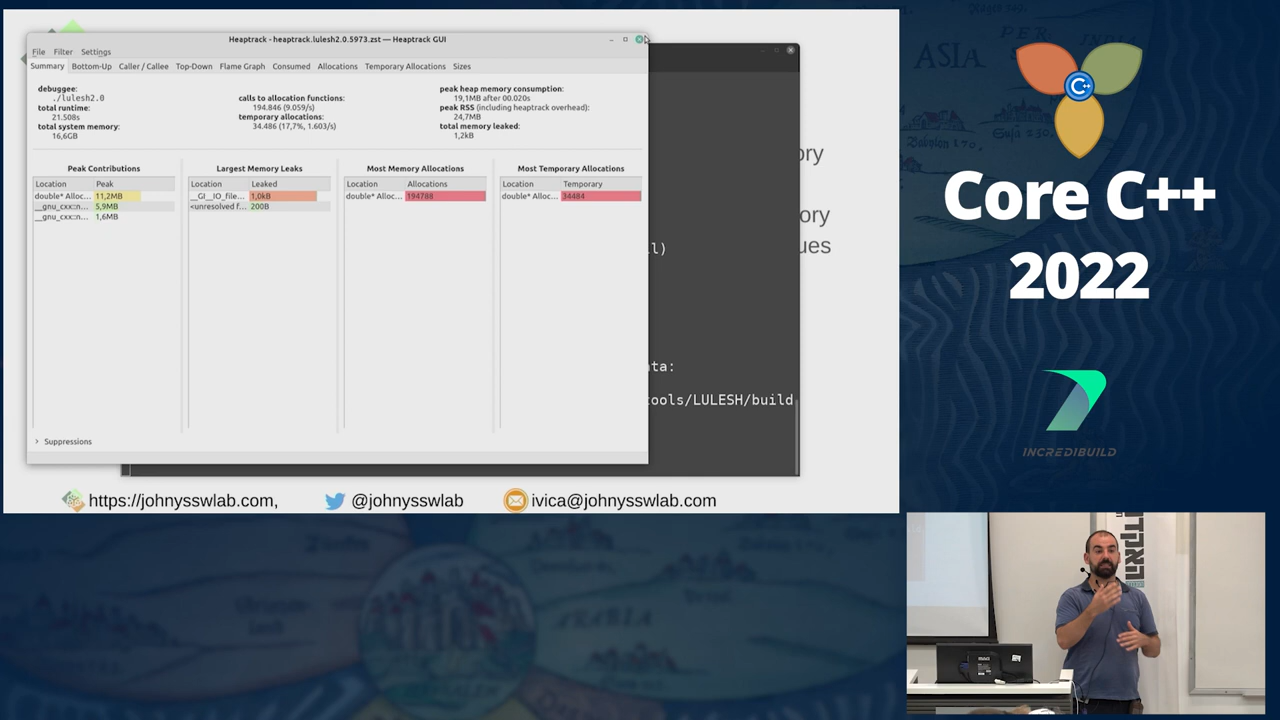 Heaptrack - heaptrack.lulesh2.0.5973.zst — Heaptrack GUI
File Filter Settings
Summary Bottom-Up Caller / Callee Top-Down Flame Graph Consumed Allocations Temporary Allocations Sizes
debuggee:
./lulesh2.0
total runtime:
21.508s
total system memory:
16,6GB
calls to allocation functions:
194.846 (9.059/s)
temporary allocations:
34.486 (17,7%, 1.603/s)
peak heap memory consumption:
19,1MB after 00.020s
peak RSS (including heaptrack overhead):
24,7MB
total memory leaked:
1,2kB
Peak Contributions
Location Peak
double* Alloc... 11,2MB
__gnu_cxx::n... 5,9MB
__gnu_cxx::n... 1,6MB
Largest Memory Leaks
Location Leaked
__GI__IO_file... 1,0kB
<unresolved f... 200B
Most Memory Allocations
Location Allocations
double* Alloc... 194788
Most Temporary Allocations
Location Temporary
double* Alloc... 34484
Suppressions
ory
ory
ues
l)
ata:
tools/LULESH/build
https://johnysswlab.com,
@johnysswlab
ivica@johnysswlab.com
C++
Core C++
2022
INCREDIBUILD
ASIA
PER
INDIA